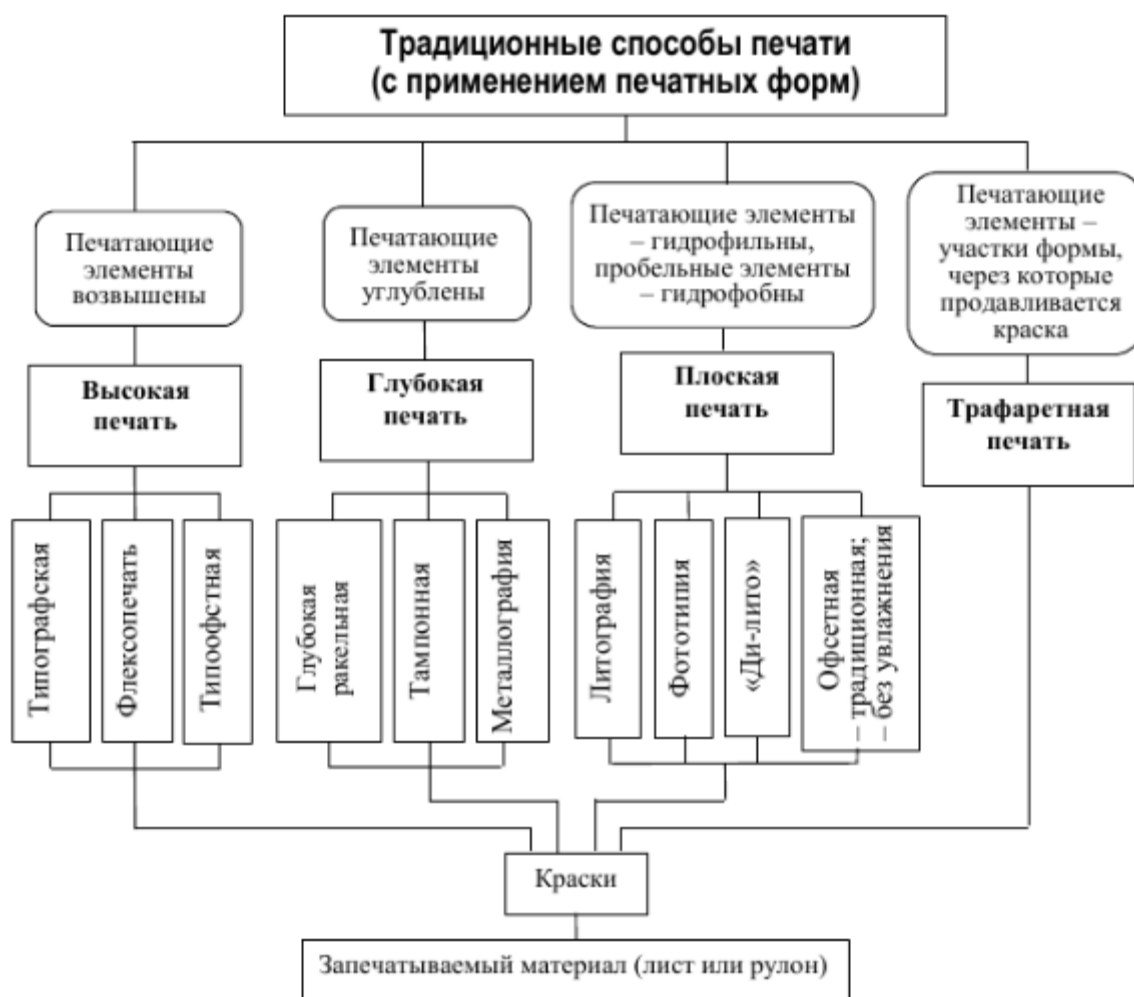 Традиционные способы печати
(с применением печатных форм)
Печатающие
элементы
возвышены
Печатающие
элементы
углублены
Печатающие элементы
– гидрофильны,
пробельные элементы
– гидрофобны
Печатающие
элементы –
участки формы,
через которые
продавливается
краска
Высокая
печать
Глубокая
печать
Плоская
печать
Трафаретная
печать
Типографская
Флексопечать
Типоофстная
Глубокая
ракельная
Тампонная
Металлография
Литография
Фототипия
«Ди-лито»
Офсетная
– традиционная;
– без увлажнения
Краски
Запечатываемый материал (лист или рулон)